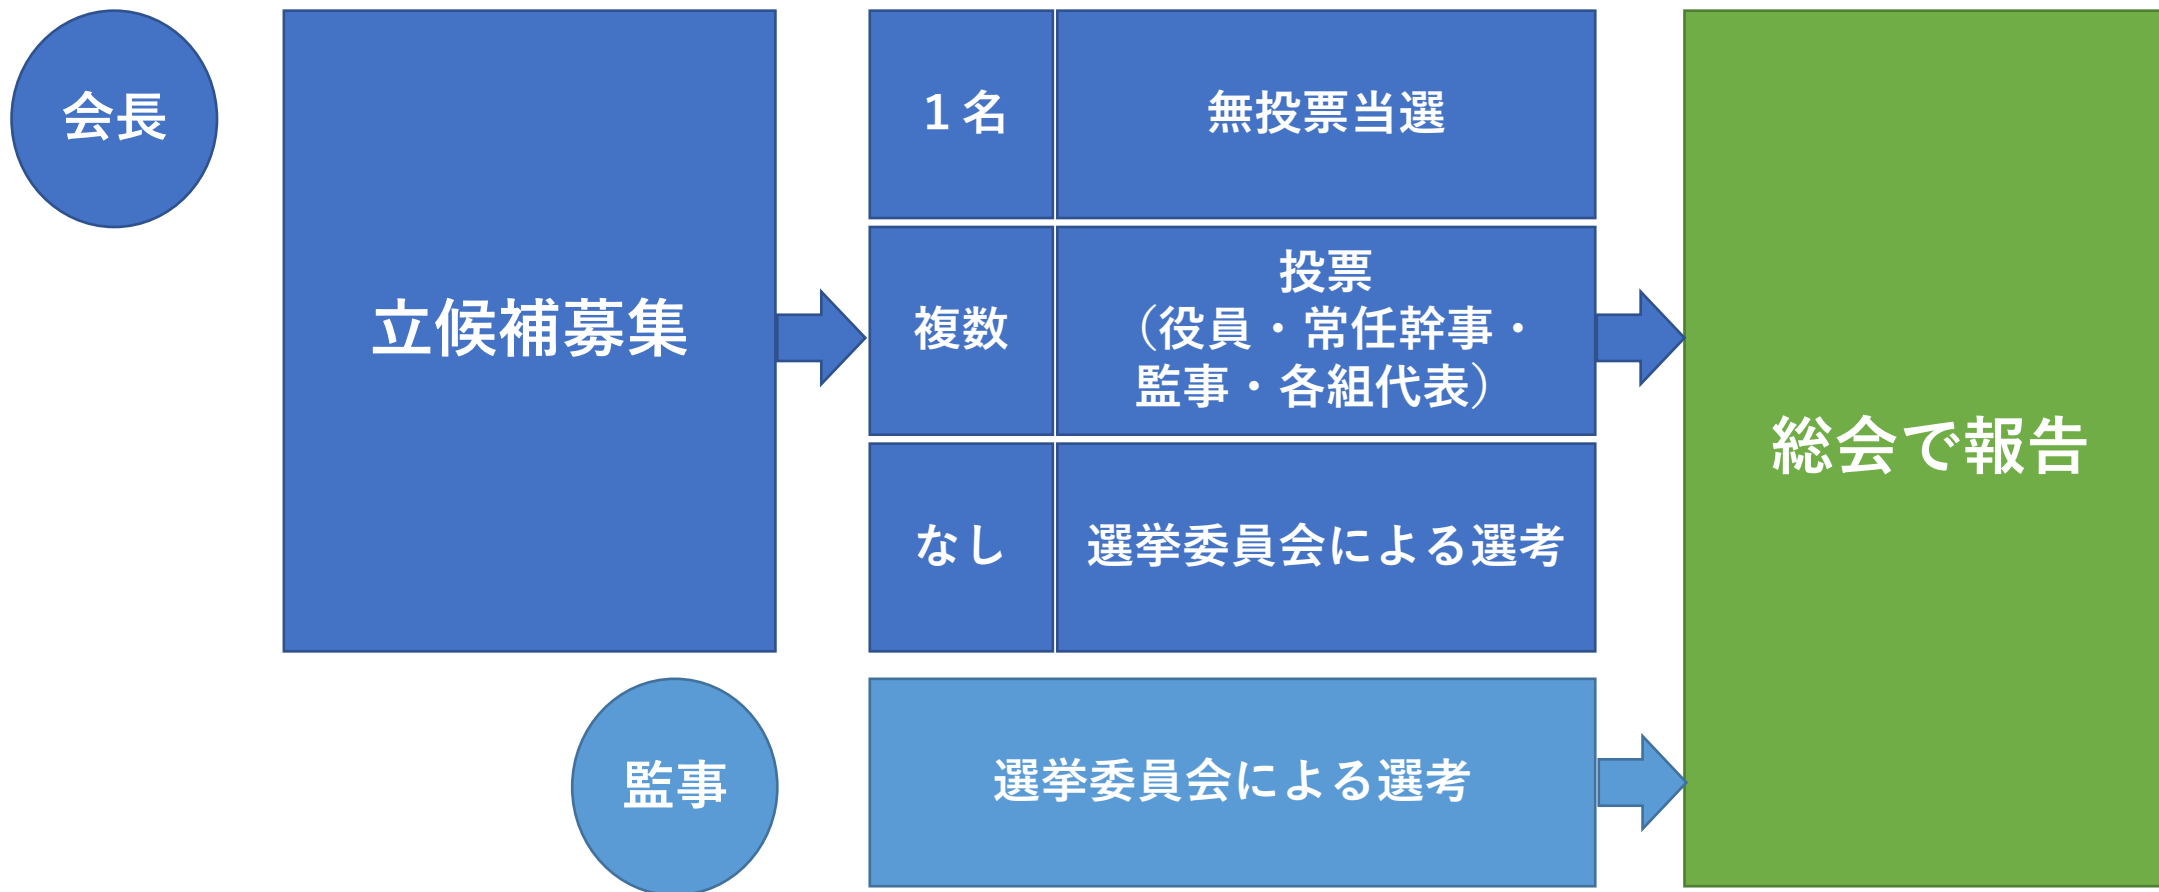 会長
立候補募集
１名
無投票当選
複数
投票
（役員・常任幹事・
監事・各組代表）
なし
選挙委員会による選考
総会で報告
監事
選挙委員会による選考